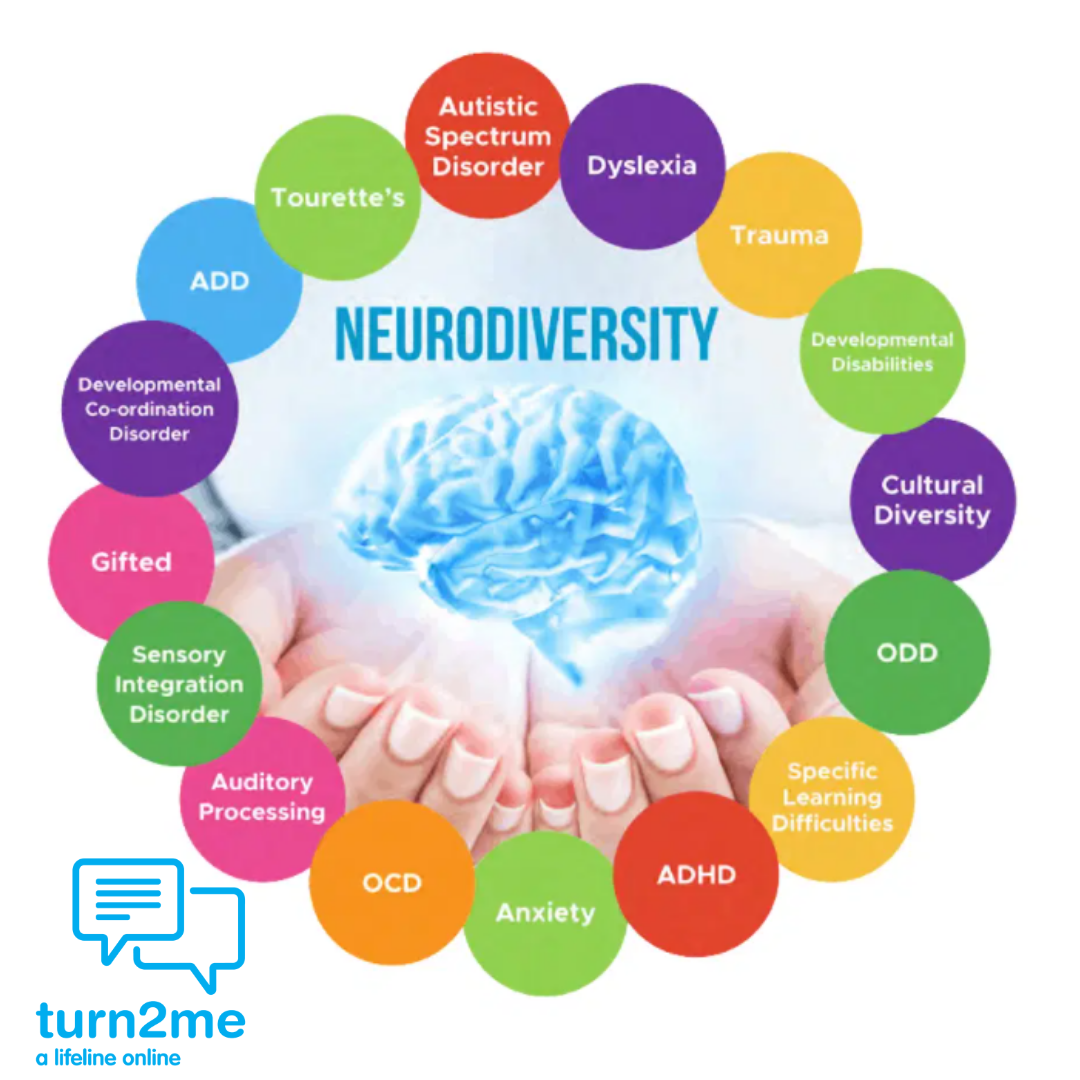 Autistic
Spectrum
Disorder
Dyslexia
Trauma
Developmental
Disabilities
Cultural
Diversity
ODD
Specific
Learning
Difficulties
ADHD
Anxiety
OCD
Auditory
Processing
Sensory
Integration
Disorder
Gifted
Developmental
Co-ordination
Disorder
ADD
Tourette’s
NEURODIVERSITY
turn2me
a lifeline online